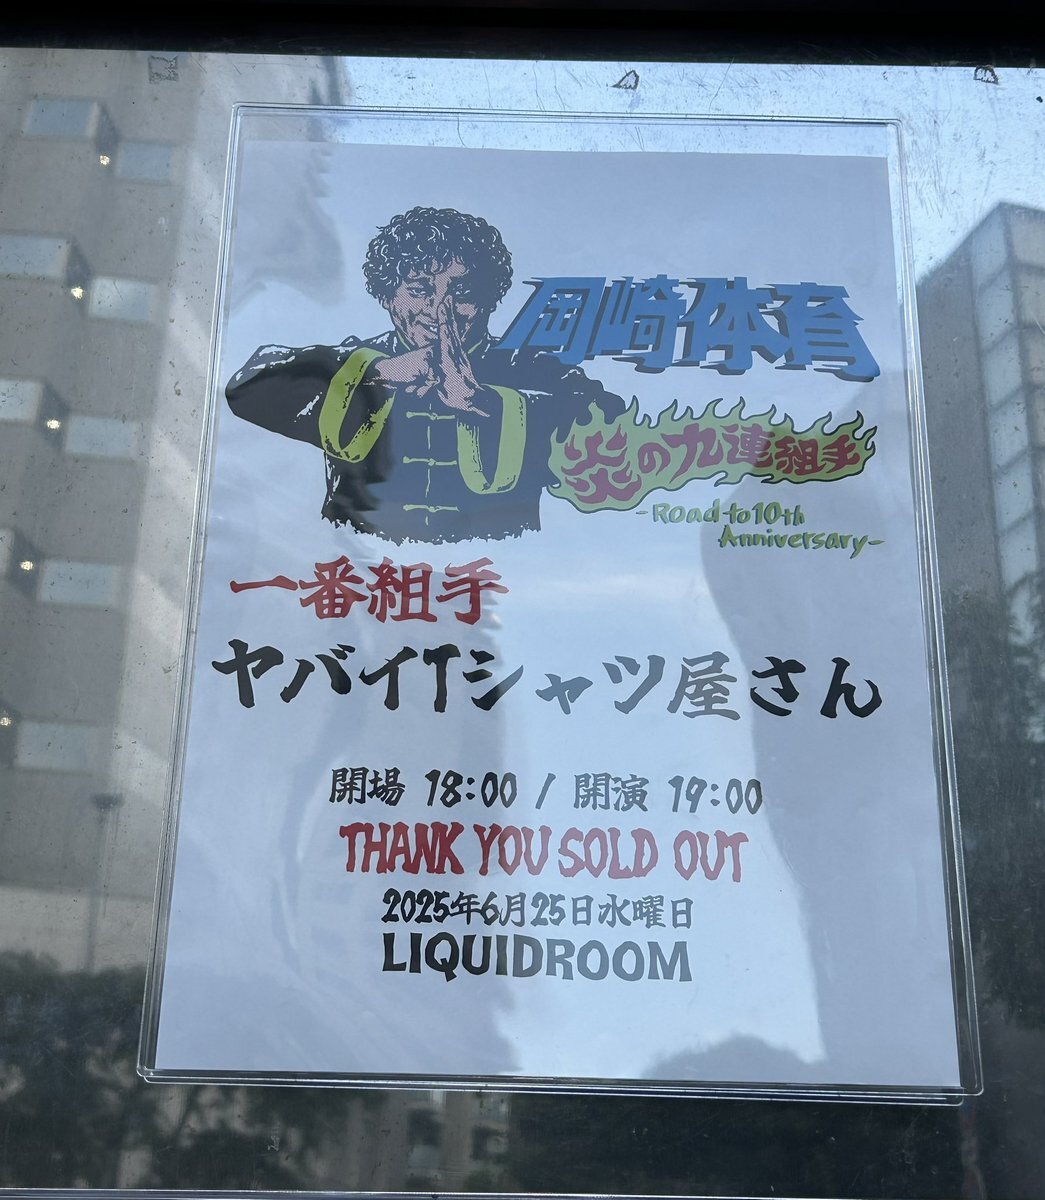 岡崎体育
炎の九連組手
-Road to 10th
Anniversary-
一番組手
ヤバイTシャツ屋さん
開場 18:00 / 開演 19:00
THANK YOU SOLD OUT
2025年6月25日水曜日
LIQUIDROOM